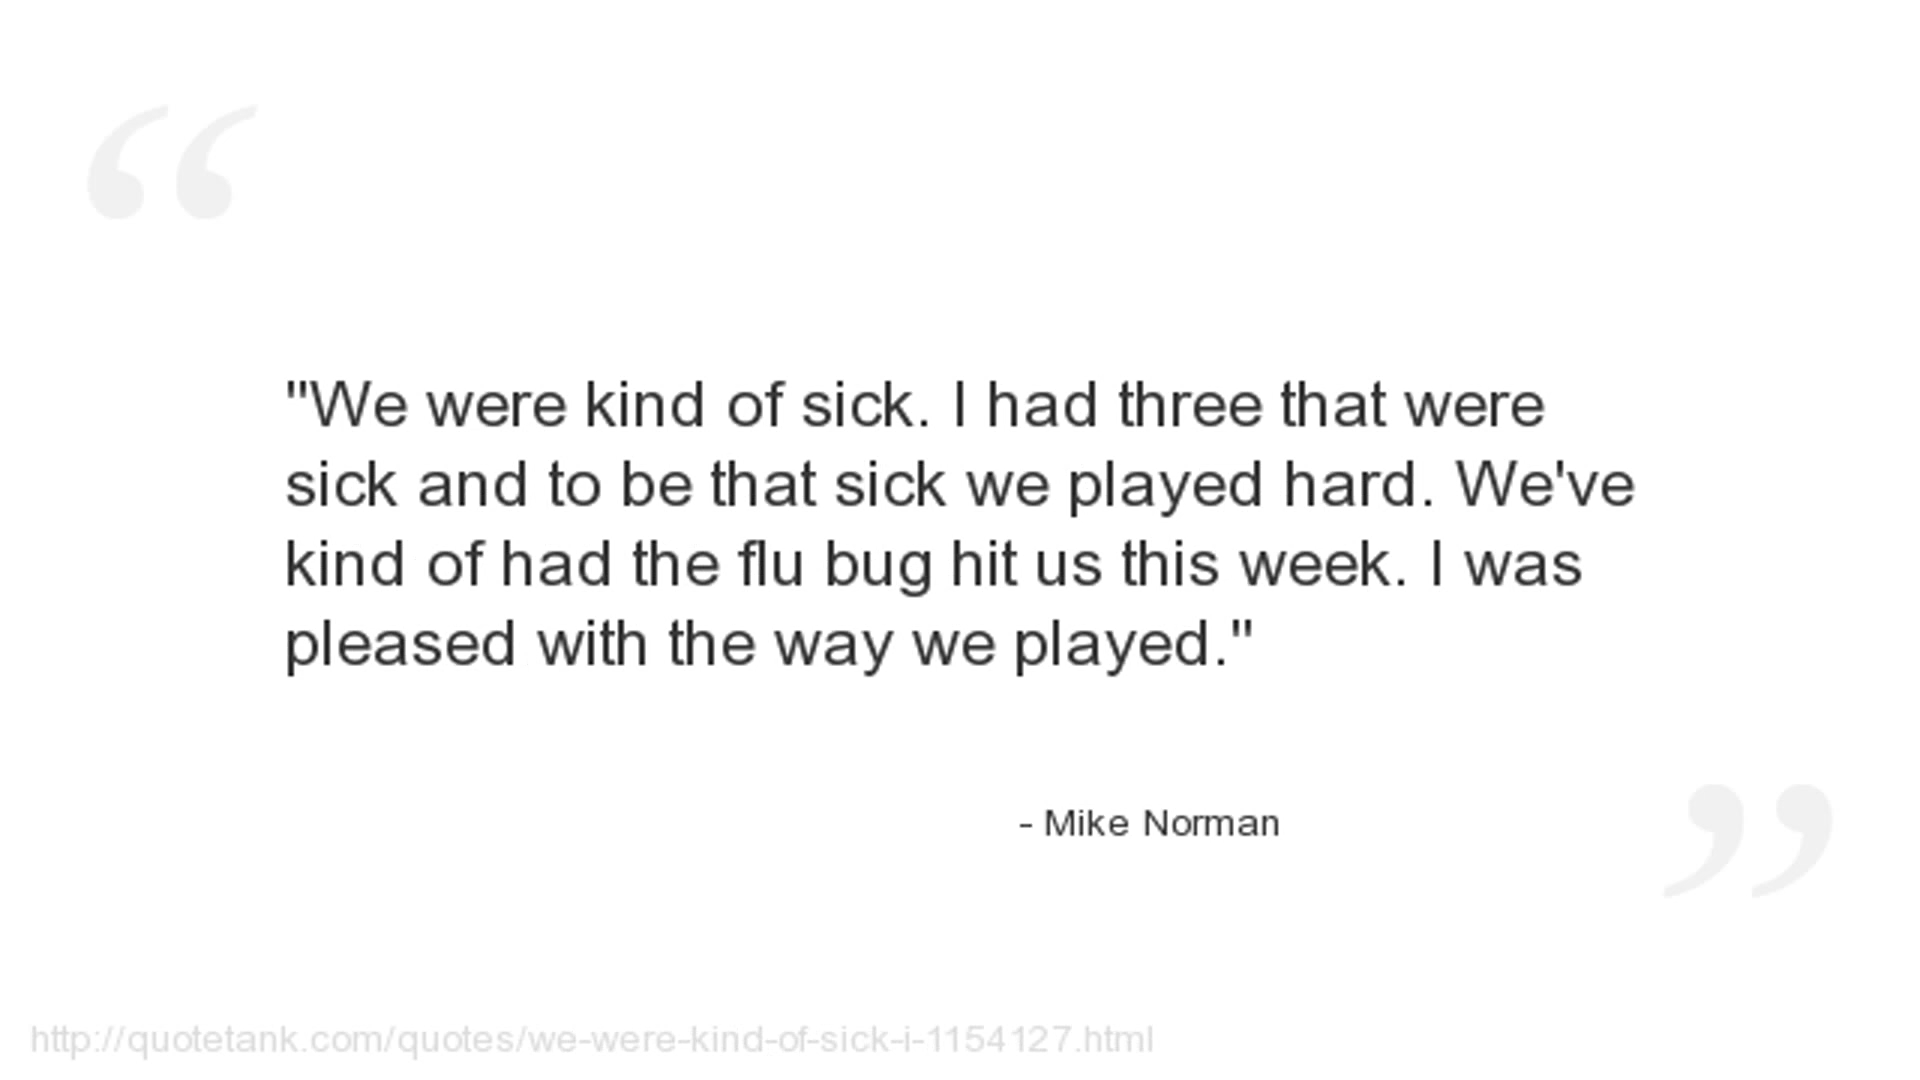 "We were kind of sick. I had three that were
sick and to be that sick we played hard. We've
kind of had the flu bug hit us this week. I was
pleased with the way we played."
- Mike Norman
http://quotetank.com/quotes/we-were-kind-of-sick-i-1154127.html